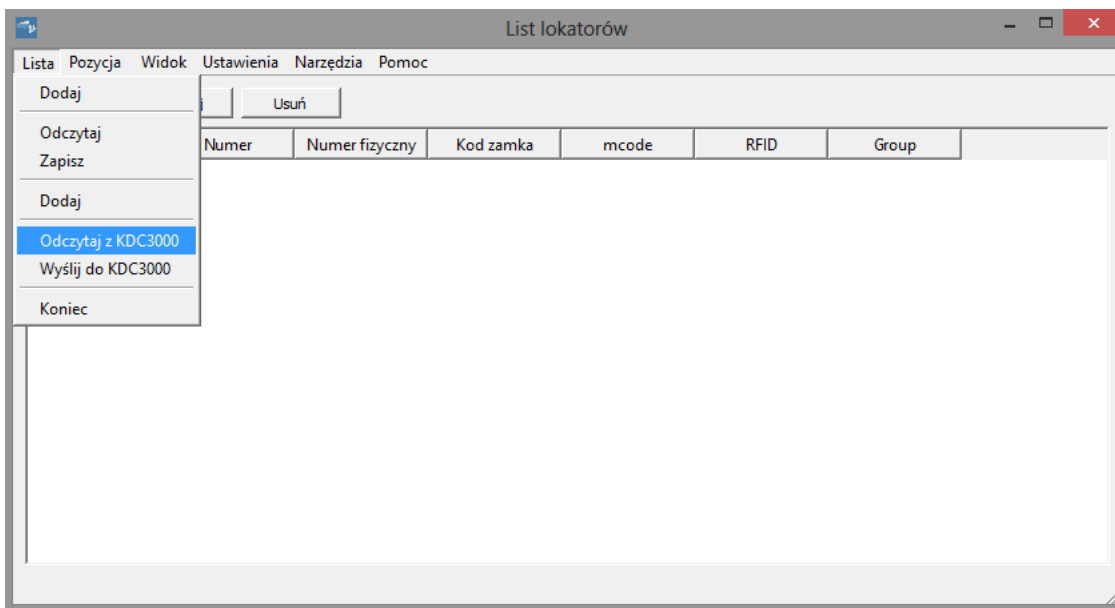 List lokatorów
Lista Pozycja Widok Ustawienia Narzędzia Pomoc
Dodaj
Usuń
Odczytaj
Numer Numer fizyczny Kod zamka mcode RFID Group
Zapisz
Dodaj
Odczytaj z KDC3000
Wyślij do KDC3000
Koniec